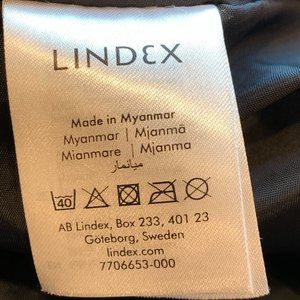 LINDEX
Made in Myanmar
Myanmar | Mjanmâ
Mianmare | Mjanma
ميانمار
40
AB Lindex, Box 233, 401 23
Göteborg, Sweden
lindex.com
7706653-000